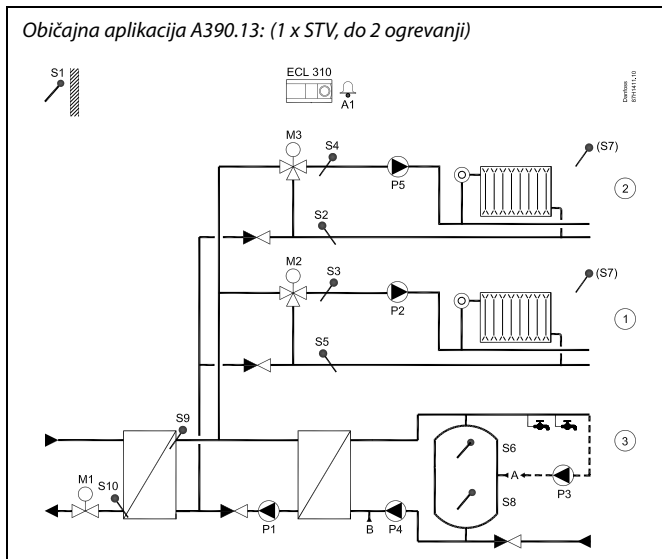 Običajna aplikacija A390.13: (1 x STV, do 2 ogrevanji)
S1
ECL 310
A1
Danfoss
87H1411.10
M3
S4
(S7)
P5
2
S2
M2
S3
(S7)
P2
1
S5
S9
3
S6
A
M1
S10
P3
S8
P1
B
P4